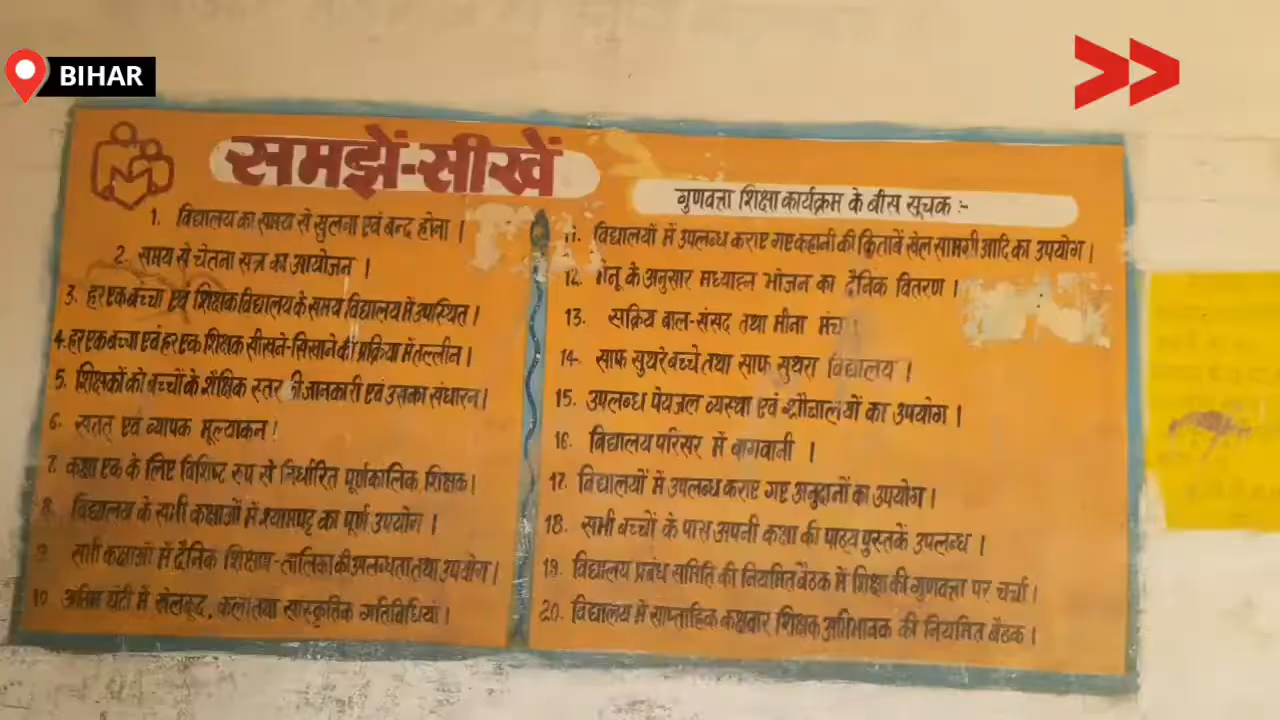 BIHAR
समझें-सीखें
गुणवत्ता शिक्षा कार्यक्रम के बीस सूचक :-
1. विद्यालय का समय से खुलना एवं बन्द होना ।
2. समय से चेतना सत्र का आयोजन ।
3. हर एक बच्चा एवं शिक्षक विद्यालय के समय विद्यालय में उपस्थित ।
4. हर एक बच्चा एवं हर एक शिक्षक सीखने-सिखाने की प्रक्रिया में तल्लीन ।
5. शिक्षकों को बच्चों के शैक्षिक स्तर की जानकारी एवं उसका संधारन ।
6. सतत् एवं व्यापक मूल्याकन ।
7. कक्षा एक के लिए विशिष्ट रुप से निर्धारित पूर्णकालिक शिक्षक ।
8. विद्यालय के सभी कक्षाओं में श्यामपट्ट का पूर्ण उपयोग ।
9. सभी कक्षाओं में दैनिक शिक्षण-तालिका की उपलब्धता तथा उपयोग ।
10. अंतिम घंटी में खेलकूद, कला तथा सांस्कृतिक गतिविधियां ।
11. विद्यालयों में उपलब्ध कराए गए कहानी की किताबें खेल सामग्री आदि का उपयोग ।
12. मेनू के अनुसार मध्याह्न भोजन का दैनिक वितरण ।
13. सक्रिय बाल-संसद तथा मीना मंच ।
14. साफ सुथरे बच्चे तथा साफ सुथरा विद्यालय ।
15. उपलब्ध पेयजल व्यस्था एवं शौचालयों का उपयोग ।
16. विद्यालय परिसर में बागवानी ।
17. विद्यालयों में उपलब्ध कराए गए अनुदानों का उपयोग ।
18. सभी बच्चों के पास अपनी कक्षा की पाठ्य पुस्तकें उपलब्ध ।
19. विद्यालय प्रबंध समिति की नियमित बैठक में शिक्षा की गुणवत्ता पर चर्चा ।
20. विद्यालय में साप्ताहिक कक्षवार शिक्षक अभिभावक की नियमित बैठक ।